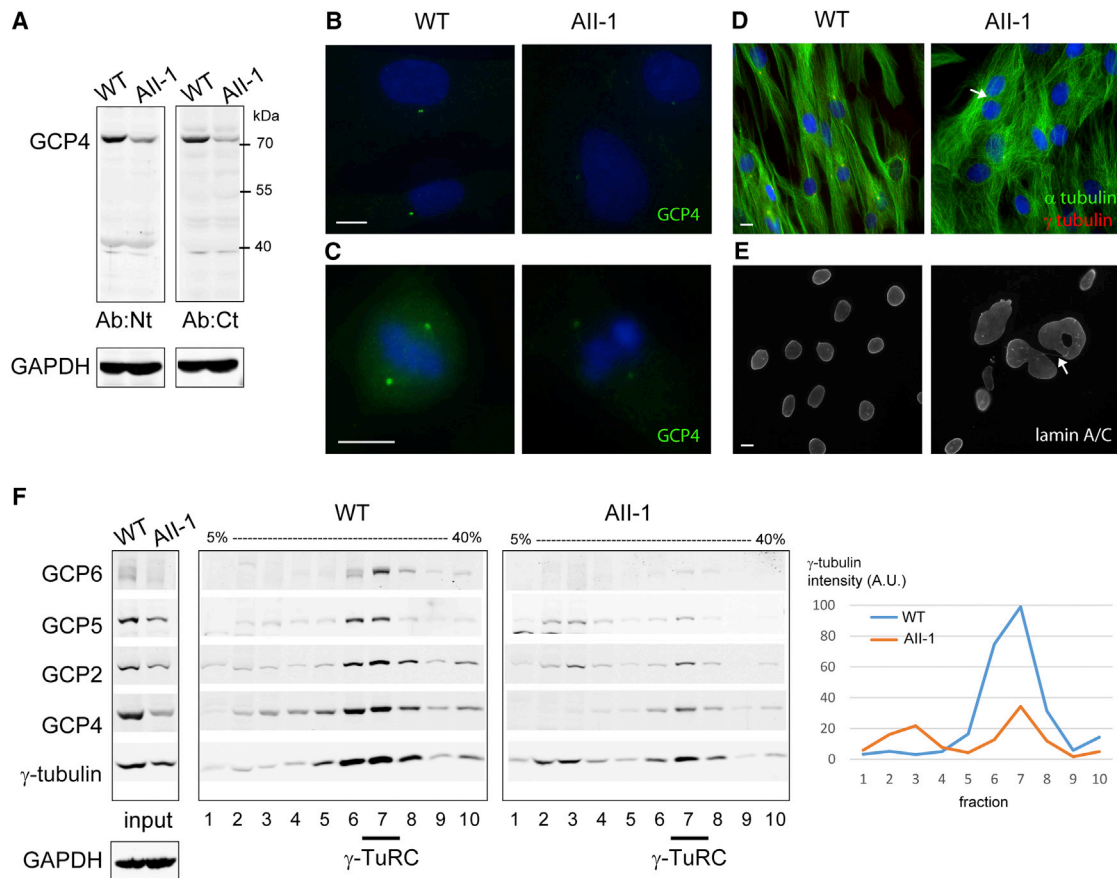 A
WT AII-1
WT AII-1
kDa
GCP4
70
55
40
Ab:Nt
Ab:Ct
GAPDH
B
WT
AII-1
GCP4
C
GCP4
D
WT
AII-1
α tubulin
γ tubulin
E
lamin A/C
F
WT AII-1
WT
5% 40%
AII-1
5% 40%
GCP6
GCP5
GCP2
GCP4
γ-tubulin
input
1 2 3 4 5 6 7 8 9 10
γ-TuRC
1 2 3 4 5 6 7 8 9 10
γ-TuRC
GAPDH
γ-tubulin
intensity (A.U.)
100
80
60
40
20
0
WT
AII-1
1 2 3 4 5 6 7 8 9 10
fraction